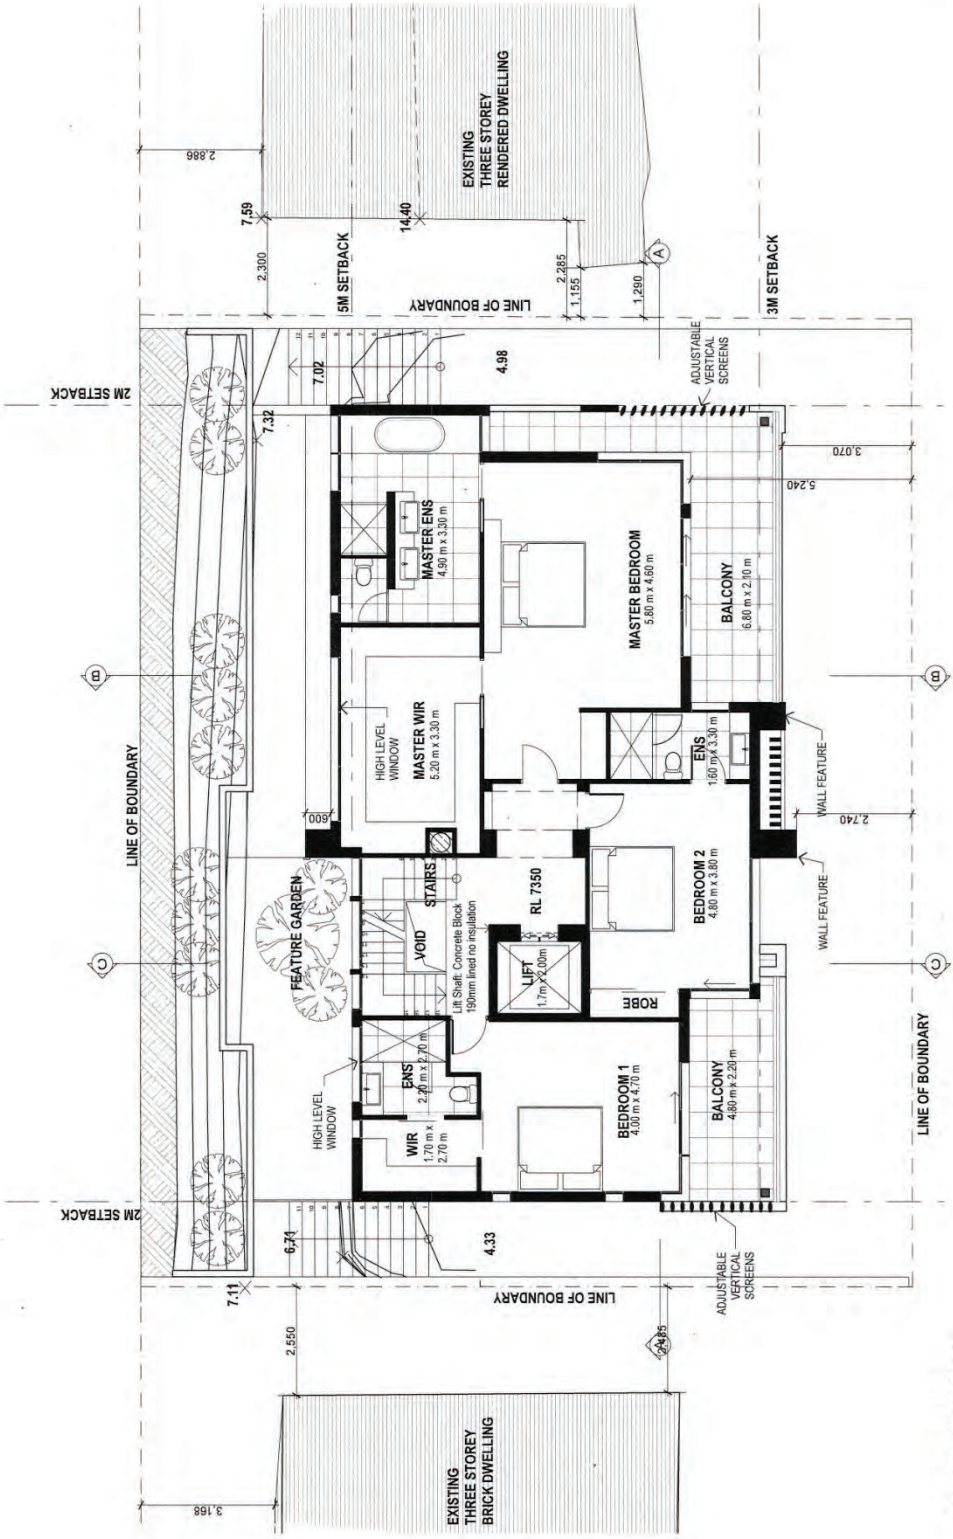 EXISTING
THREE STOREY
BRICK DWELLING
3,168
2,550
7.11
LINE OF BOUNDARY
2,485
A
2M SETBACK
6.71
4.33
ADJUSTABLE
VERTICAL
SCREENS
LINE OF BOUNDARY
C
C
B
B
FEATURE GARDEN
HIGH LEVEL
WINDOW
WIR
1.70 m x
2.70 m
ENS
2.20 m x 2.70 m
BEDROOM 1
4.00 m x 4.70 m
BALCONY
4.80 m x 2.20 m
LINE OF BOUNDARY
VOID
STAIRS
Lift Shaft: Concrete Block
190mm lined no insulation
LIFT
1.7m x 2.00m
RL 7350
ROBE
BEDROOM 2
4.80 m x 3.80 m
WALL FEATURE
WALL FEATURE
2,740
600
HIGH LEVEL
WINDOW
MASTER WIR
5.20 m x 3.30 m
ENS
1.60 m x 3.30 m
MASTER ENS
4.90 m x 3.30 m
MASTER BEDROOM
5.80 m x 4.60 m
BALCONY
6.80 m x 2.10 m
5,240
3,070
2M SETBACK
7.32
7.02
4.98
ADJUSTABLE
VERTICAL
SCREENS
LINE OF BOUNDARY
5M SETBACK
3M SETBACK
2,300
2,285
1,155
1,290
A
7.59
14.40
2,886
EXISTING
THREE STOREY
RENDERED DWELLING